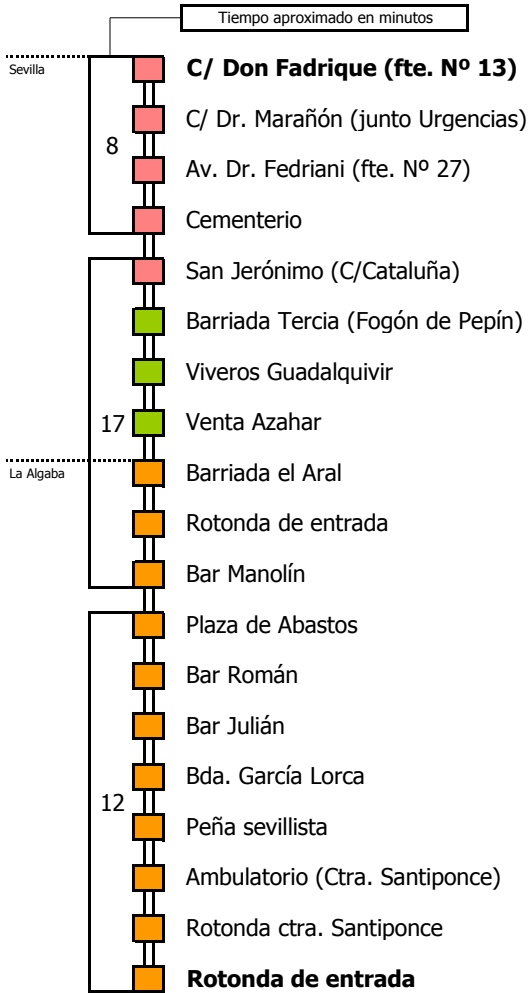 Tiempo aproximado en minutos
Sevilla
C/ Don Fadrique (fte. Nº 13)
C/ Dr. Marañón (junto Urgencias)
8
Av. Dr. Fedriani (fte. Nº 27)
Cementerio
San Jerónimo (C/Cataluña)
Barriada Tercia (Fogón de Pepín)
Viveros Guadalquivir
17
Venta Azahar
La Algaba
Barriada el Aral
Rotonda de entrada
Bar Manolín
Plaza de Abastos
Bar Román
Bar Julián
Bda. García Lorca
12
Peña sevillista
Ambulatorio (Ctra. Santiponce)
Rotonda ctra. Santiponce
Rotonda de entrada